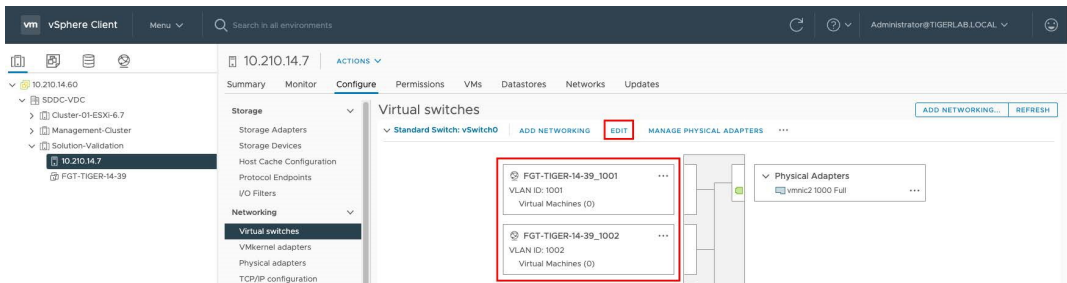 vm vSphere Client Menu Search in all environments Administrator@TIGERLAB.LOCAL
10.210.14.60
SDDC-VDC
Cluster-01-ESXi-6.7
Management-Cluster
Solution-Validation
10.210.14.7
FGT-TIGER-14-39
10.210.14.7 ACTIONS
Summary Monitor Configure Permissions VMs Datastores Networks Updates
Storage
Storage Adapters
Storage Devices
Host Cache Configuration
Protocol Endpoints
I/O Filters
Networking
Virtual switches
VMkernel adapters
Physical adapters
TCP/IP configuration
Virtual switches ADD NETWORKING... REFRESH
Standard Switch: vSwitch0 ADD NETWORKING EDIT MANAGE PHYSICAL ADAPTERS ...
FGT-TIGER-14-39_1001 ...
VLAN ID: 1001
Virtual Machines (0)
FGT-TIGER-14-39_1002 ...
VLAN ID: 1002
Virtual Machines (0)
Physical Adapters
vmnic2 1000 Full ...